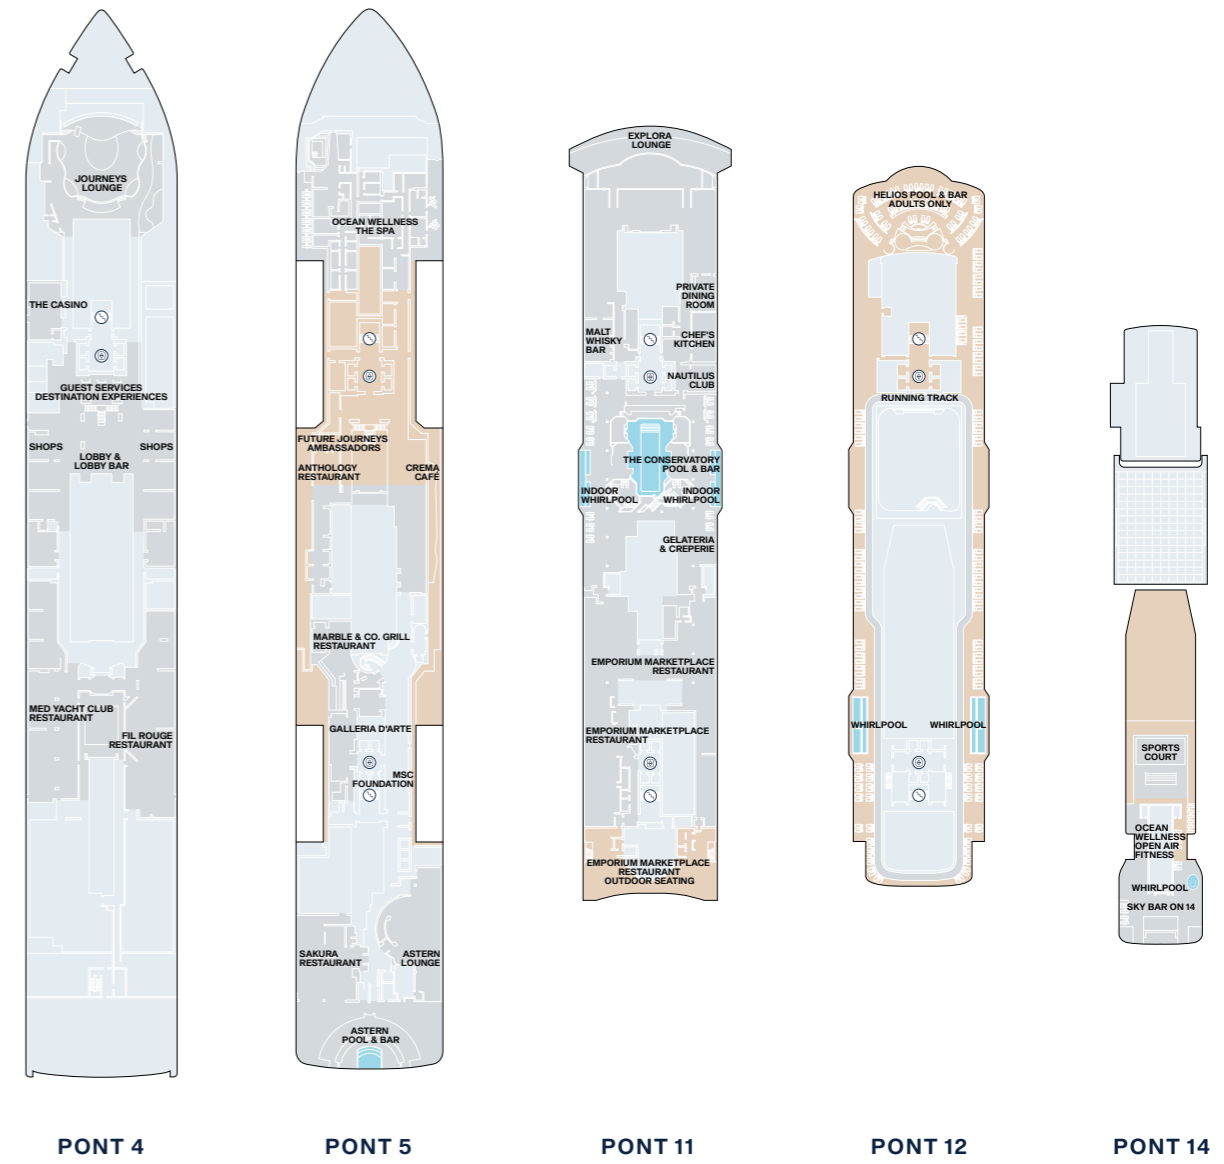 JOURNEYS
LOUNGE
THE CASINO
GUEST SERVICES
DESTINATION EXPERIENCES
SHOPS
SHOPS
LOBBY &
LOBBY BAR
MED YACHT CLUB
RESTAURANT
FIL ROUGE
RESTAURANT
PONT 4
OCEAN WELLNESS
THE SPA
FUTURE JOURNEYS
AMBASSADORS
ANTHOLOGY
RESTAURANT
CREMA
CAFÉ
MARBLE & CO. GRILL
RESTAURANT
GALLERIA D'ARTE
MSC
FOUNDATION
SAKURA
RESTAURANT
ASTERN
LOUNGE
ASTERN
POOL & BAR
PONT 5
EXPLORA
LOUNGE
PRIVATE
DINING
ROOM
MALT
WHISKY
BAR
CHEF'S
KITCHEN
NAUTILUS
CLUB
THE CONSERVATORY
POOL & BAR
INDOOR
WHIRLPOOL
INDOOR
WHIRLPOOL
GELATERIA
& CREPERIE
EMPORIUM MARKETPLACE
RESTAURANT
EMPORIUM MARKETPLACE
RESTAURANT
EMPORIUM MARKETPLACE
RESTAURANT
OUTDOOR SEATING
PONT 11
HELIOS POOL & BAR
ADULTS ONLY
RUNNING TRACK
WHIRLPOOL
WHIRLPOOL
PONT 12
SPORTS
COURT
OCEAN
WELLNESS
OPEN AIR
FITNESS
WHIRLPOOL
SKY BAR ON 14
PONT 14